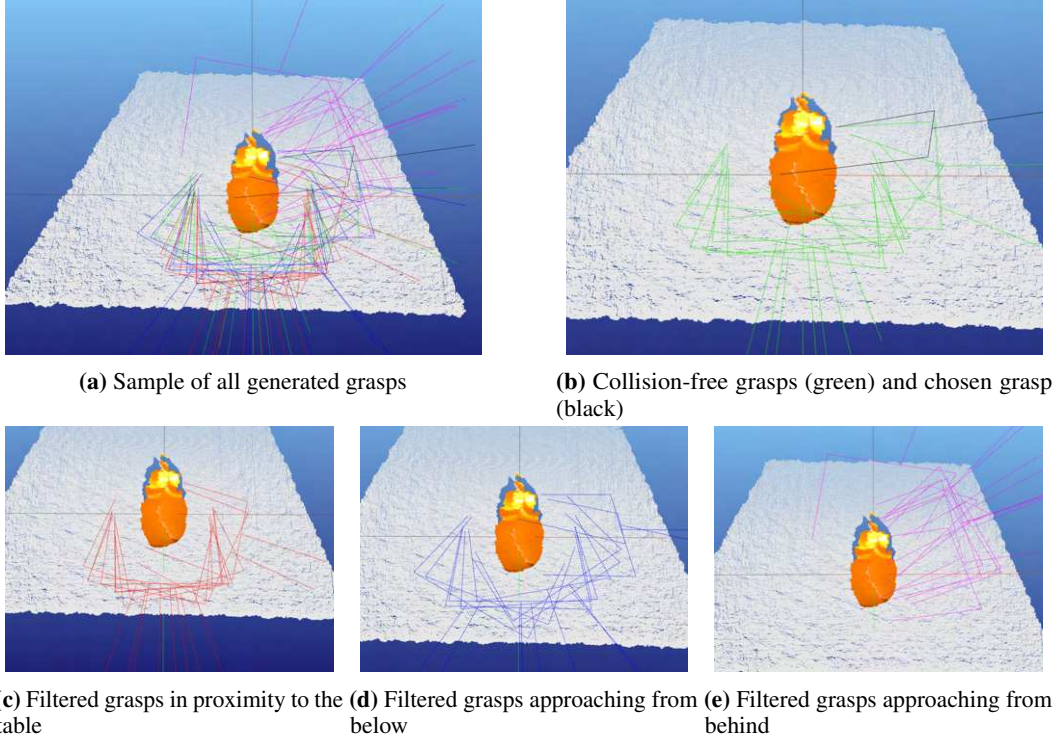 (a) Sample of all generated grasps
(b) Collision-free grasps (green) and chosen grasp
(black)
(c) Filtered grasps in proximity to the
table
(d) Filtered grasps approaching from
below
(e) Filtered grasps approaching from
behind